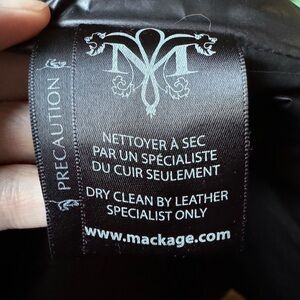 M
PRECAUTION
NETTOYER À SEC
PAR UN SPÉCIALISTE
DU CUIR SEULEMENT
DRY CLEAN BY LEATHER
SPECIALIST ONLY
www.mackage.com